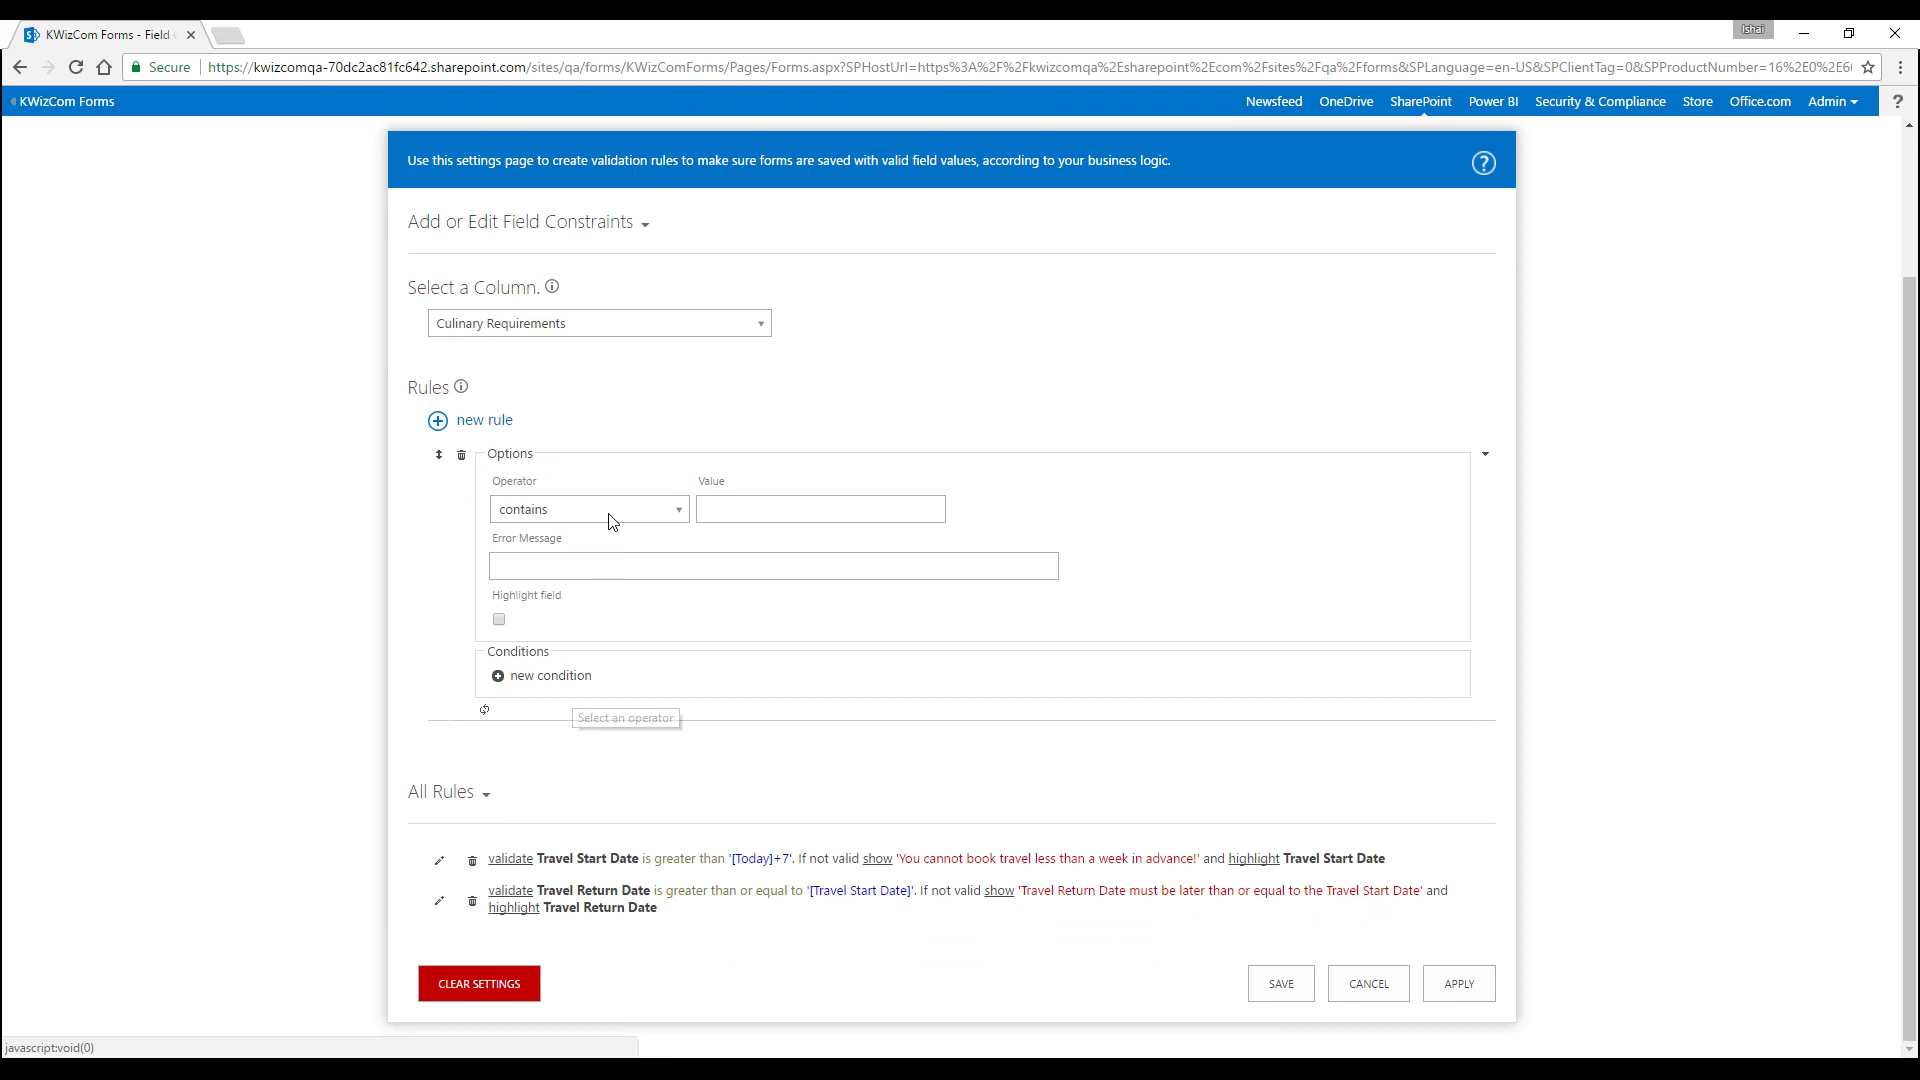 KWizCom Forms - Field
Ishai
Secure
https://kwizcomqa-70dc2ac81fc642.sharepoint.com/sites/qa/forms/KWizComForms/Pages/Forms.aspx?SPHostUrl=https%3A%2F%2Fkwizcomqa%2Esharepoint%2Ecom%2Fsites%2Fqa%2Fforms&SPLanguage=en-US&SPClientTag=0&SPProductNumber=16%2E0%2E6
KWizCom Forms
Newsfeed OneDrive SharePoint Power BI Security & Compliance Store Office.com Admin ?
Use this settings page to create validation rules to make sure forms are saved with valid field values, according to your business logic.
?
Add or Edit Field Constraints
Select a Column.
Culinary Requirements
Rules
new rule
Options
Operator Value
contains
Error Message
Highlight field
Conditions
new condition
Select an operator
All Rules
validate Travel Start Date is greater than '[Today]+7'. If not valid show 'You cannot book travel less than a week in advance!' and highlight Travel Start Date
validate Travel Return Date is greater than or equal to '[Travel Start Date]'. If not valid show 'Travel Return Date must be later than or equal to the Travel Start Date' and
highlight Travel Return Date
CLEAR SETTINGS SAVE CANCEL APPLY
javascript:void(0)